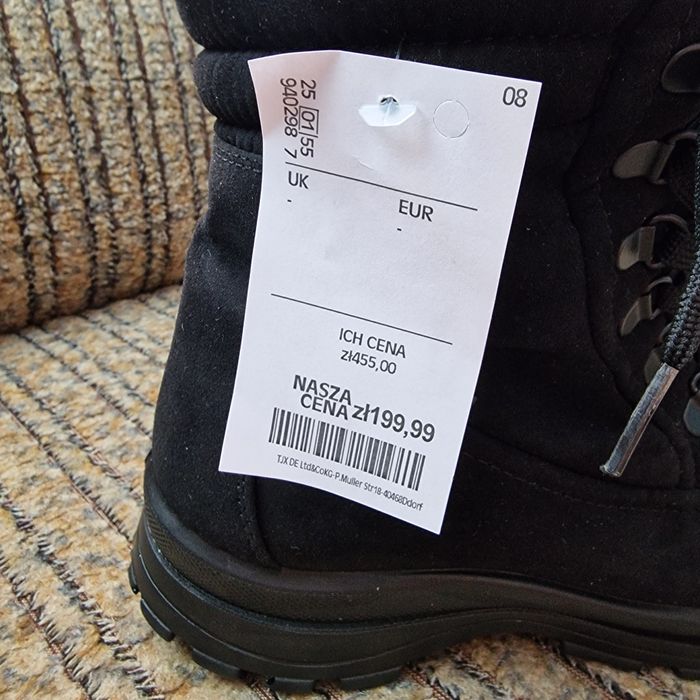 08
25 01 55
940298 7
UK
-
EUR
-
ICH CENA
zł455,00
NASZA
CENA zł199,99
TJX DE Ltd&CoKG-P.Muller Str18-40468Ddorf